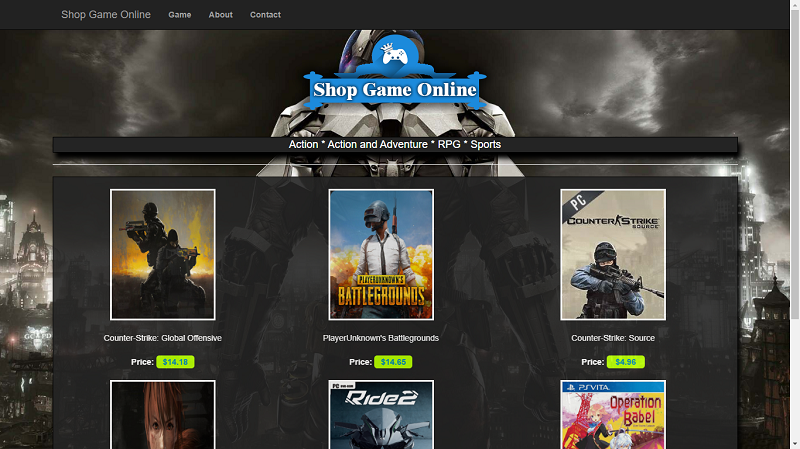 Shop Game Online Game About Contact
Shop Game Online
Action * Action and Adventure * RPG * Sports
PC
COUNTER STRIKE
SOURCE
PLAYERUNKNOWN'S
BATTLEGROUNDS
Counter-Strike: Global Offensive
PlayerUnknown's Battlegrounds
Counter-Strike: Source
Price: $14.18
Price: $14.65
Price: $4.96
PC
Ride2
PSVITA
Operation
Babel